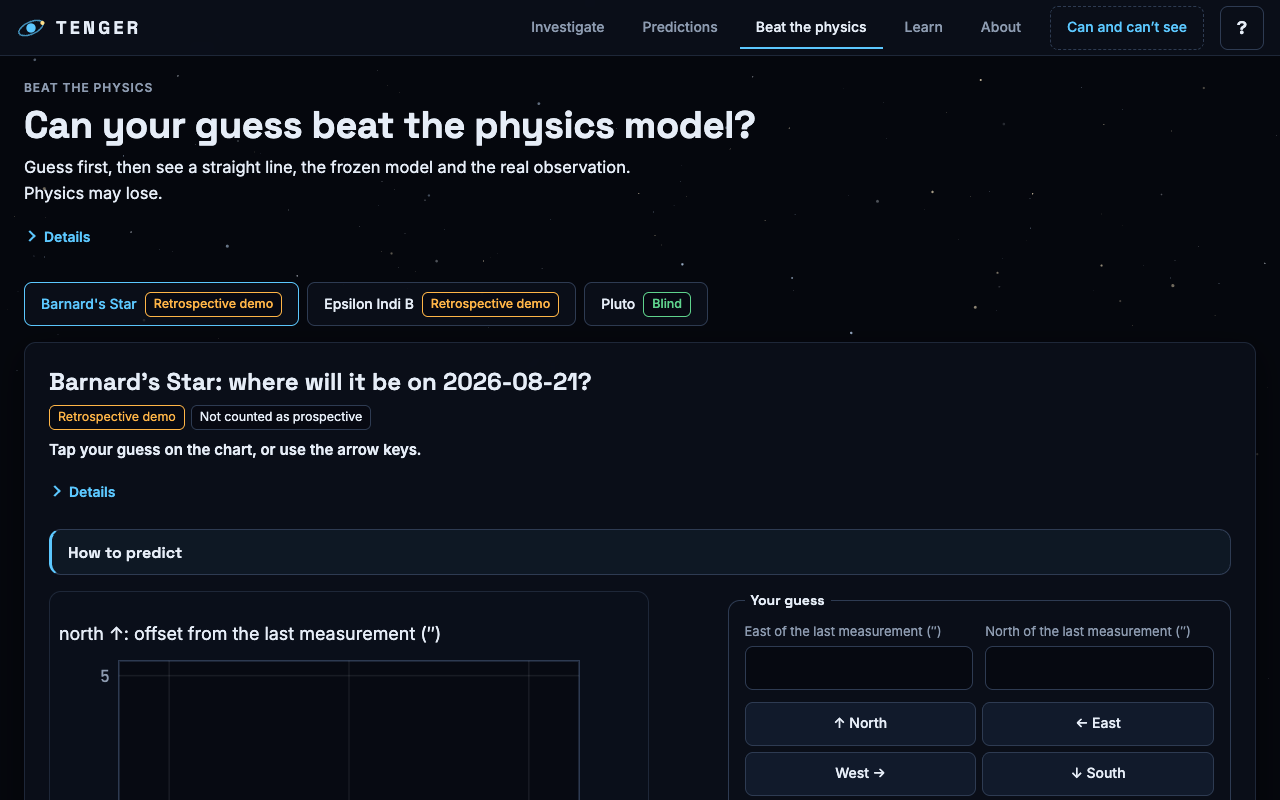 TENGER
Investigate
Predictions
Beat the physics
Learn
About
Can and can't see
?
BEAT THE PHYSICS
Can your guess beat the physics model?
Guess first, then see a straight line, the frozen model and the real observation.
Physics may lose.
Details
Barnard's Star Retrospective demo
Epsilon Indi B Retrospective demo
Pluto Blind
Barnard's Star: where will it be on 2026-08-21?
Retrospective demo Not counted as prospective
Tap your guess on the chart, or use the arrow keys.
Details
How to predict
north ↑: offset from the last measurement (″)
5
Your guess
East of the last measurement (″)
North of the last measurement (″)
↑ North
← East
West →
↓ South